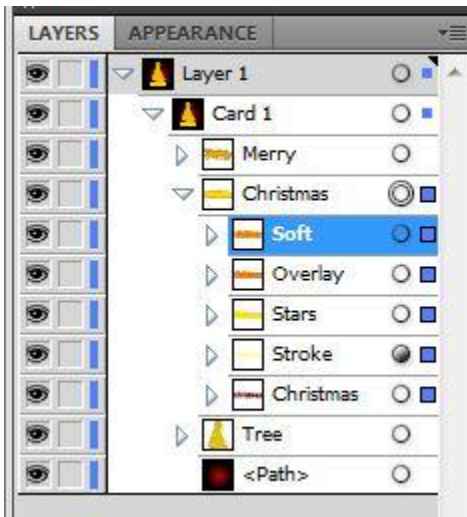 LAYERS APPEARANCE
Layer 1
Card 1
Merry
Christmas
Soft
Overlay
Stars
Stroke
Christmas
Tree
<Path>